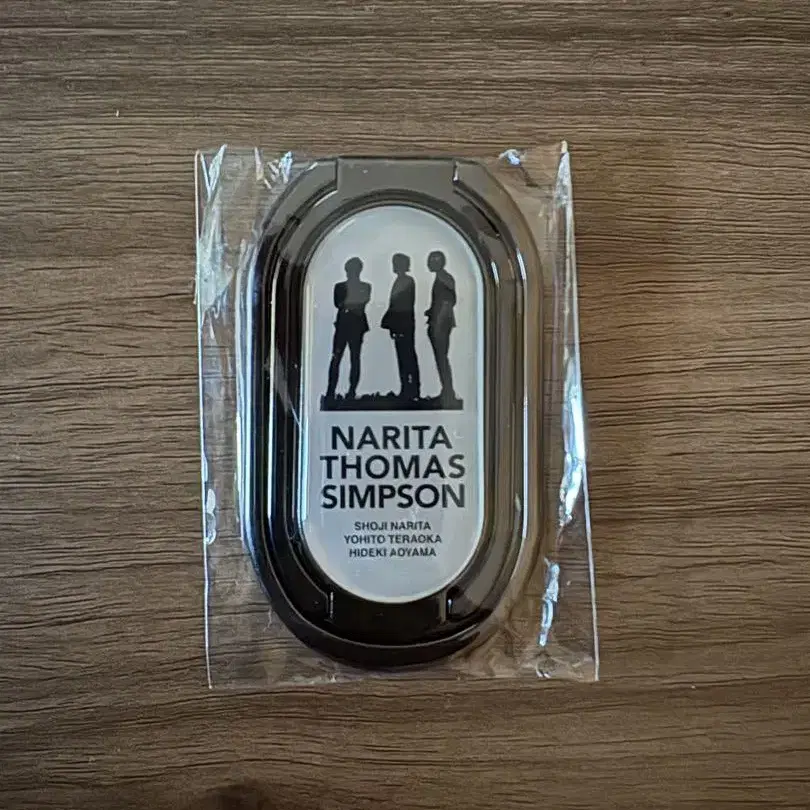 NARITA
THOMAS
SIMPSON
SHOJI NARITA
YOHITO TERAOKA
HIDEKI AOYAMA